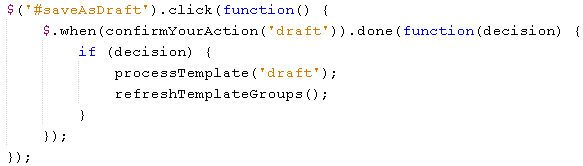 $('#saveAsDraft').click(function() {
    $.when(confirmYourAction('draft')).done(function(decision) {
        if (decision) {
            processTemplate('draft');
            refreshTemplateGroups();
        }
    });
});